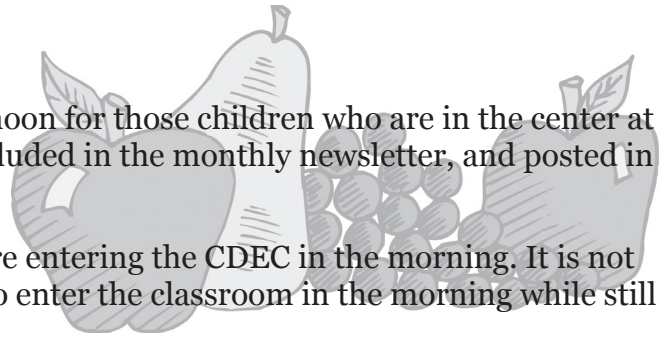 noon for those children who are in the center at
luded in the monthly newsletter, and posted in
re entering the CDEC in the morning. It is not
o enter the classroom in the morning while still